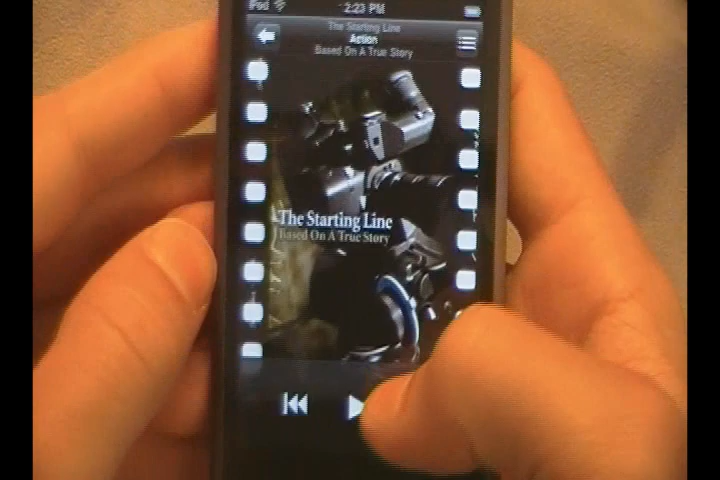 iPod 2:23 PM
The Starting Line
Action
Based On A True Story
The Starting Line
Based On A True Story